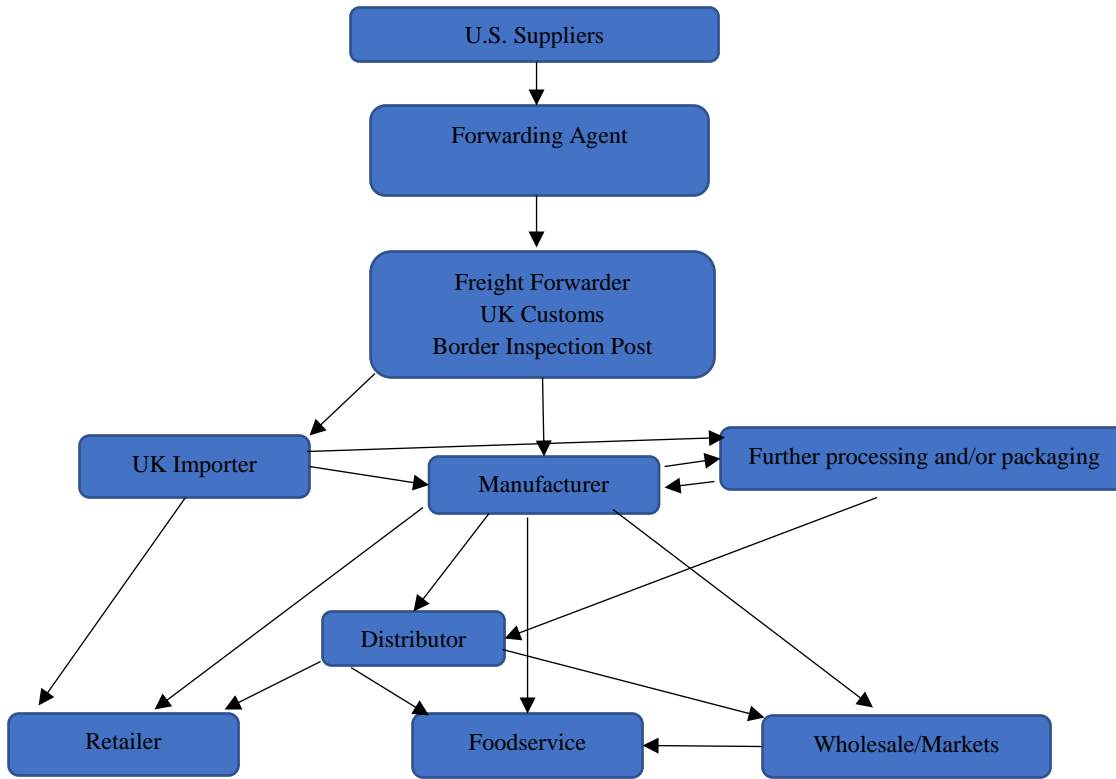 U.S. Suppliers
Forwarding Agent
Freight Forwarder
UK Customs
Border Inspection Post
UK Importer
Manufacturer
Further processing and/or packaging
Distributor
Retailer
Foodservice
Wholesale/Markets